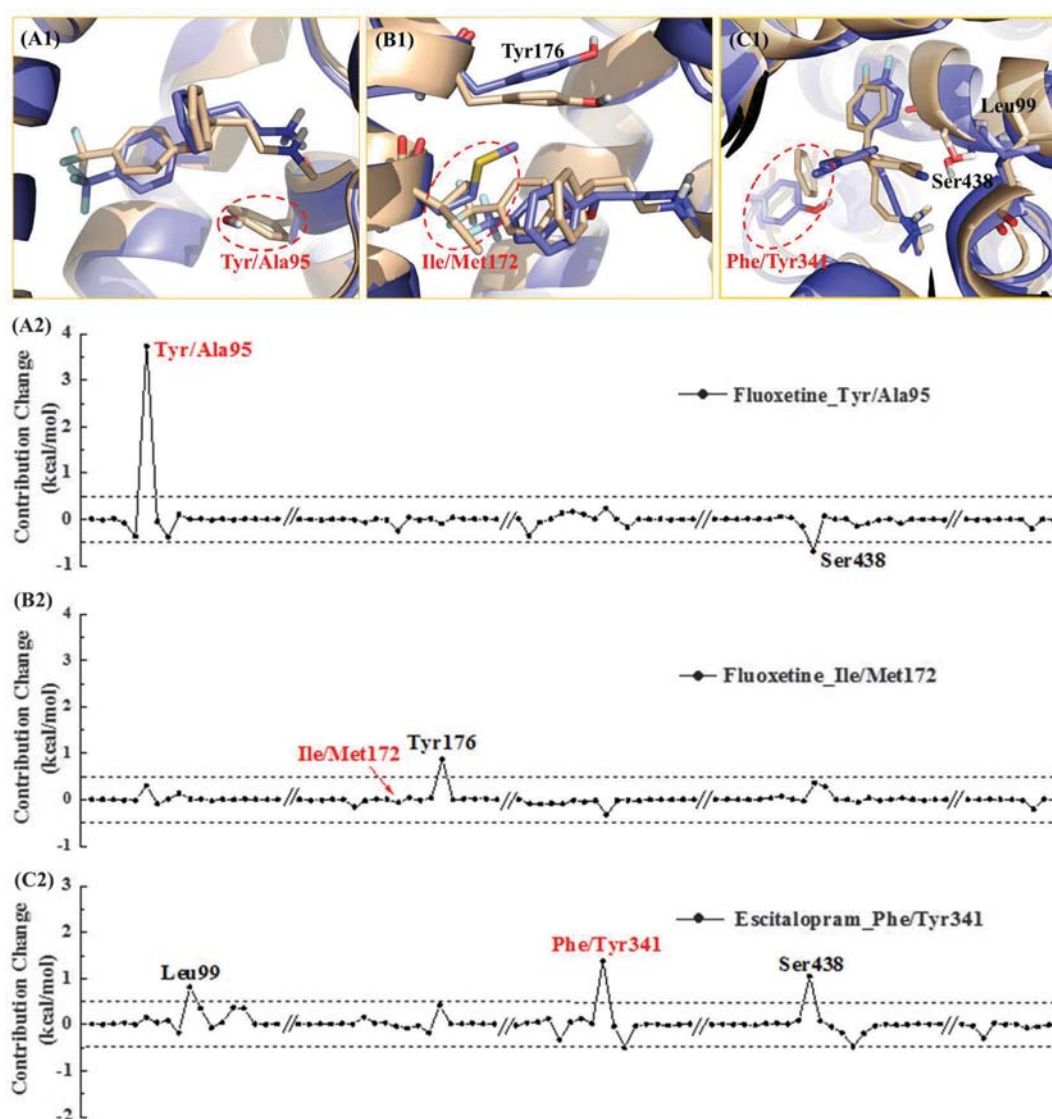 (A1)
Tyr/Ala95
(B1)
Tyr176
Ile/Met172
(C1)
Leu99
Ser438
Phe/Tyr341
(A2)
Contribution Change
(kcal/mol)
4
3
2
1
0
-1
Tyr/Ala95
Fluoxetine_Tyr/Ala95
//
//
//
//
Ser438
(B2)
Contribution Change
(kcal/mol)
4
3
2
1
0
-1
Ile/Met172
Tyr176
Fluoxetine_Ile/Met172
//
//
//
//
(C2)
Contribution Change
(kcal/mol)
3
2
1
0
-1
-2
Leu99
Phe/Tyr341
Ser438
Escitalopram_Phe/Tyr341
//
//
//
//